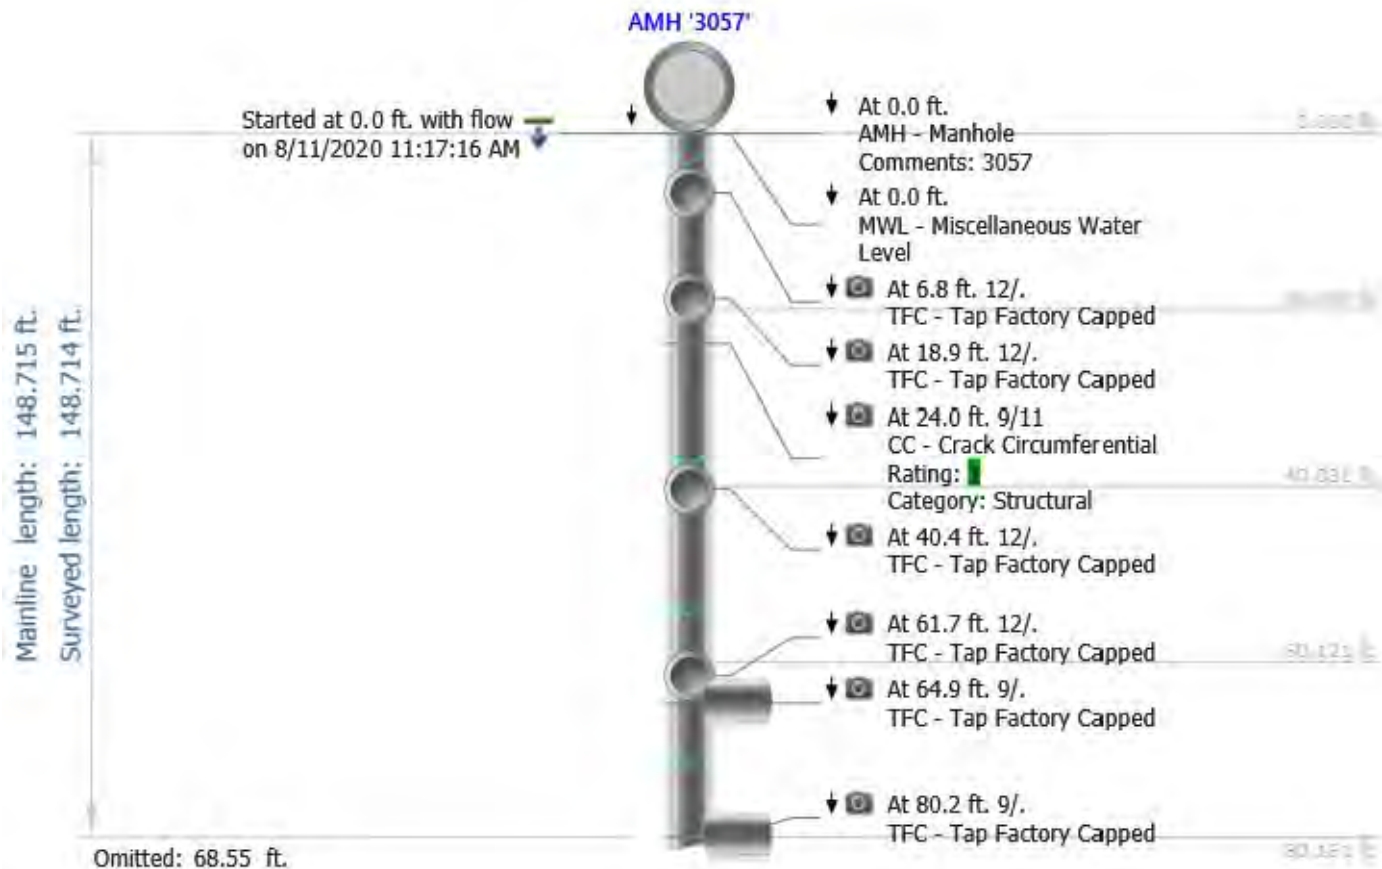 AMH '3057'
Started at 0.0 ft. with flow
on 8/11/2020 11:17:16 AM
At 0.0 ft.
AMH - Manhole
Comments: 3057
At 0.0 ft.
MWL - Miscellaneous Water
Level
At 6.8 ft. 12/.
TFC - Tap Factory Capped
At 18.9 ft. 12/.
TFC - Tap Factory Capped
At 24.0 ft. 9/11
CC - Crack Circumferential
Rating:
Category: Structural
At 40.4 ft. 12/.
TFC - Tap Factory Capped
At 61.7 ft. 12/.
TFC - Tap Factory Capped
At 64.9 ft. 9/.
TFC - Tap Factory Capped
At 80.2 ft. 9/.
TFC - Tap Factory Capped
Mainline length: 148.715 ft.
Surveyed length: 148.714 ft.
Omitted: 68.55 ft.